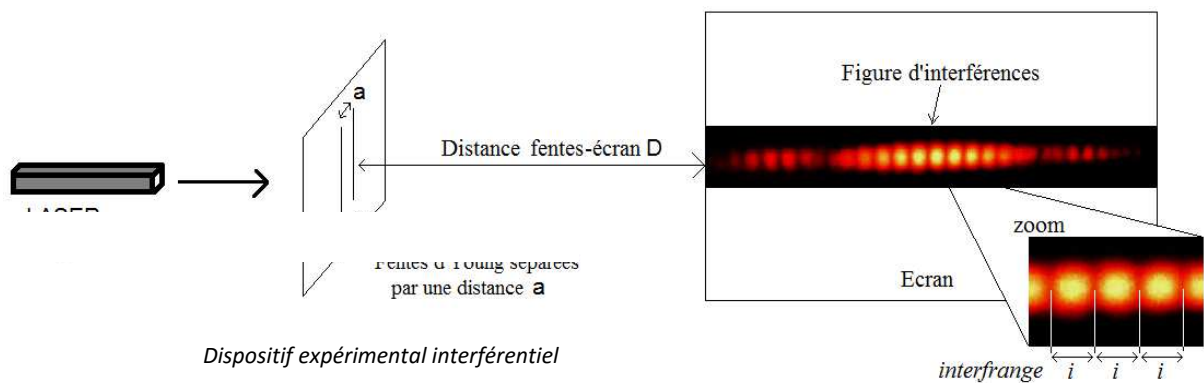 a
Figure d'interférences
Distance fentes-écran D
zoom
Fentes d'Young séparées
par une distance a
Ecran
Dispositif expérimental interférentiel
interfrange i i i